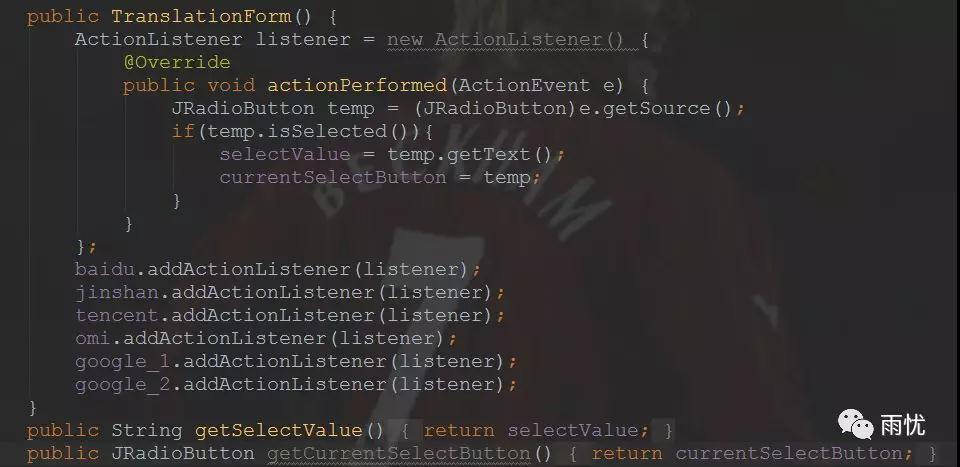 public TranslationForm() {
    ActionListener listener = new ActionListener() {
        @Override
        public void actionPerformed(ActionEvent e) {
            JRadioButton temp = (JRadioButton)e.getSource();
            if(temp.isSelected()){
                selectValue = temp.getText();
                currentSelectButton = temp;
            }
        }
    };
    baidu.addActionListener(listener);
    jinshan.addActionListener(listener);
    tencent.addActionListener(listener);
    omi.addActionListener(listener);
    google_1.addActionListener(listener);
    google_2.addActionListener(listener);
}
public String getSelectValue() { return selectValue; }
public JRadioButton getCurrentSelectButton() { return currentSelectButton; }
BECKHAM
7
雨忧